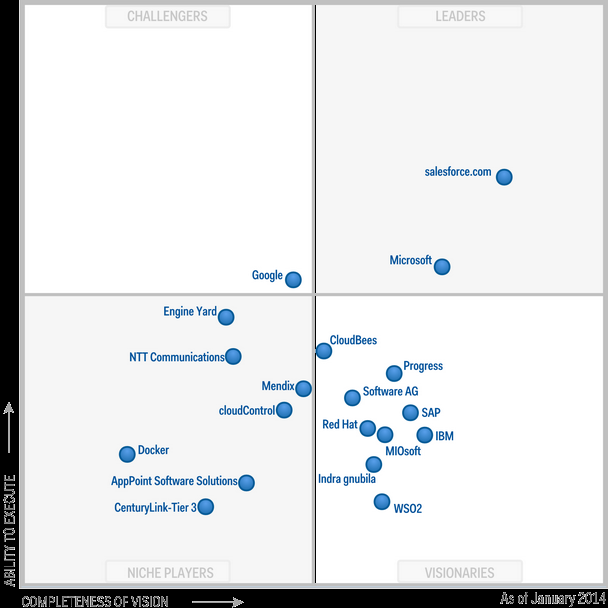 CHALLENGERS
LEADERS
salesforce.com
Microsoft
Google
Engine Yard
CloudBees
NTT Communications
Progress
Mendix
Software AG
cloudControl
SAP
Red Hat
IBM
MIOsoft
Docker
Indra gnubila
AppPoint Software Solutions
CenturyLink-Tier 3
WSO2
NICHE PLAYERS
VISIONARIES
ABILITY TO EXECUTE
COMPLETENESS OF VISION
As of January 2014